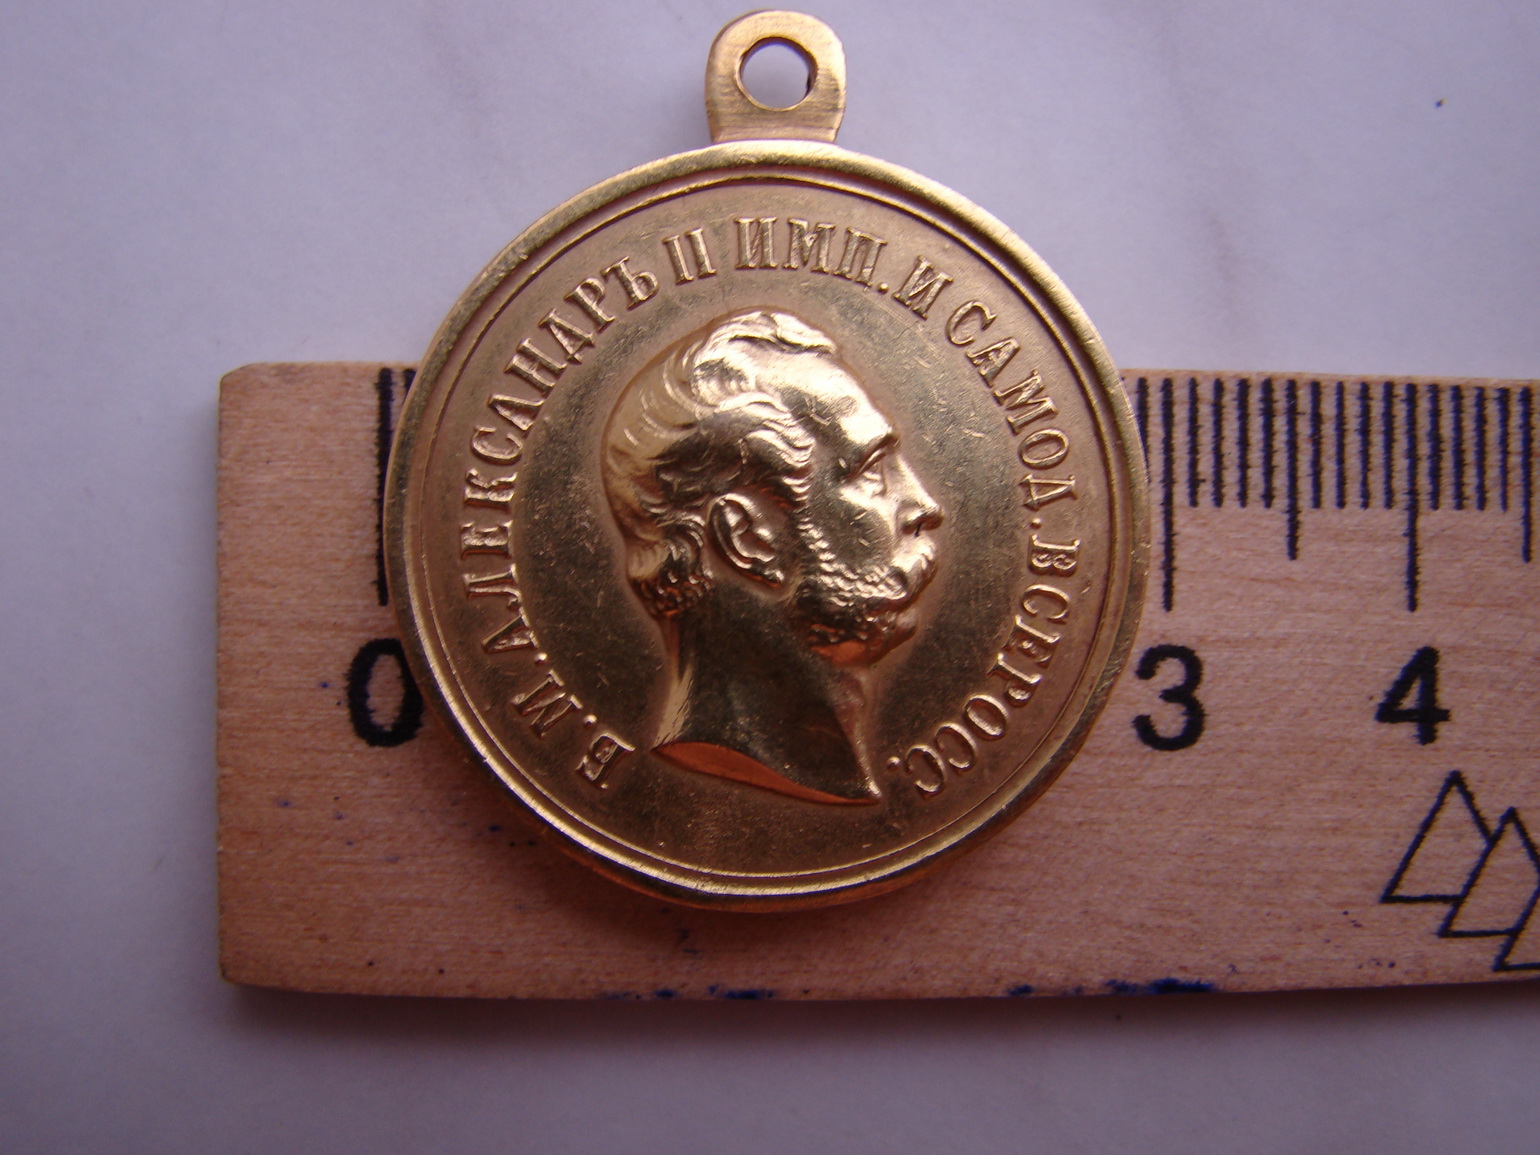 Б. М. АЛЕКСАНДРЪ II ИМП. И САМОД. ВСЕРОСС.
0 3 4